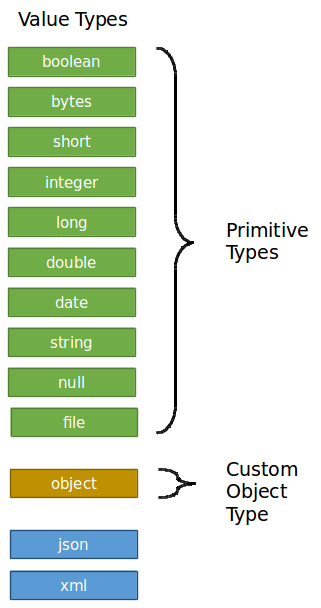 Value Types
boolean
bytes
short
integer
long
double
date
string
null
file
Primitive
Types
object
Custom
Object
Type
json
xml